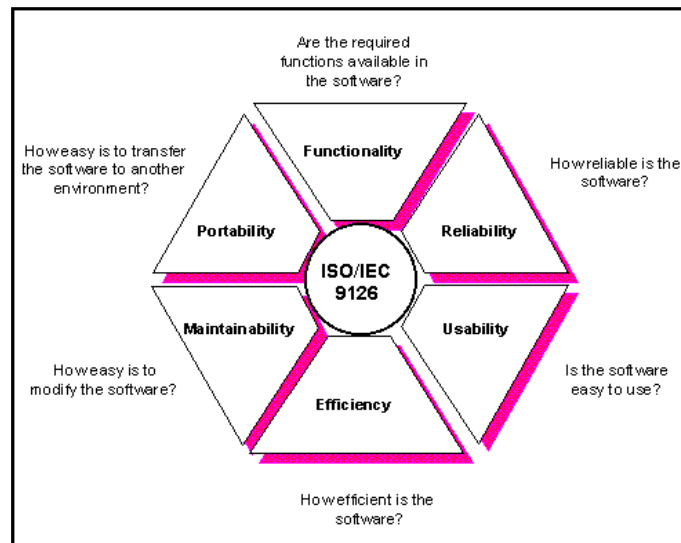 Are the required
functions available in
the software?
Functionality
How easy is to transfer
the software to another
environment?
How reliable is the
software?
Portability
Reliability
ISO/IEC
9126
Maintainability
Usability
How easy is to
modify the software?
Is the software
easy to use?
Efficiency
How efficient is the
software?